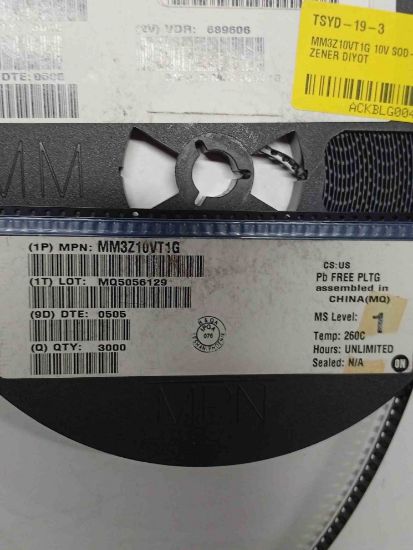 (2V) VDR: 689606
DTE: 0505
TSYD-19-3
MM3Z10VT1G 10V SOD-
ZENER DIYOT
ACKBLG004
MM
(1P) MPN: MM3Z10VT1G
(1T) LOT: MQ5056129
(9D) DTE: 0505
(Q) QTY: 3000
CS:US
Pb FREE PLTG
assembled in
CHINA(MQ)
MS Level: 1
Temp: 260C
Hours: UNLIMITED
Sealed: N/A
ON
MPN